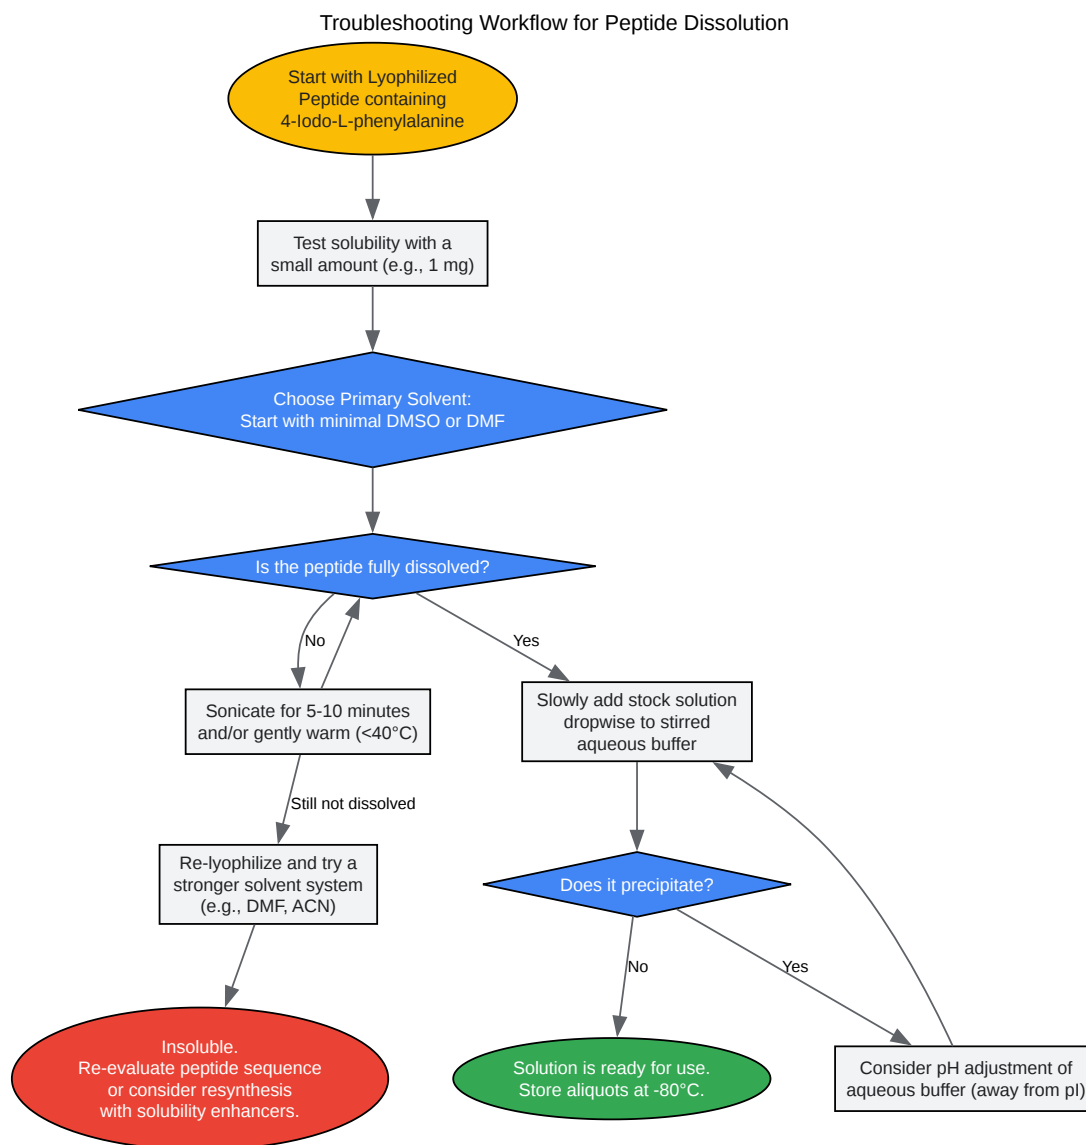 Troubleshooting Workflow for Peptide Dissolution
Start with Lyophilized
Peptide containing
4-Iodo-L-phenylalanine
Test solubility with a
small amount (e.g., 1 mg)
Choose Primary Solvent:
Start with minimal DMSO or DMF
Is the peptide fully dissolved?
No
Yes
Sonicate for 5-10 minutes
and/or gently warm (<40°C)
Slowly add stock solution
dropwise to stirred
aqueous buffer
Still not dissolved
Re-lyophilize and try a
stronger solvent system
(e.g., DMF, ACN)
Does it precipitate?
No
Yes
Insoluble.
Re-evaluate peptide sequence
or consider resynthesis
with solubility enhancers.
Solution is ready for use.
Store aliquots at -80°C.
Consider pH adjustment of
aqueous buffer (away from pI)